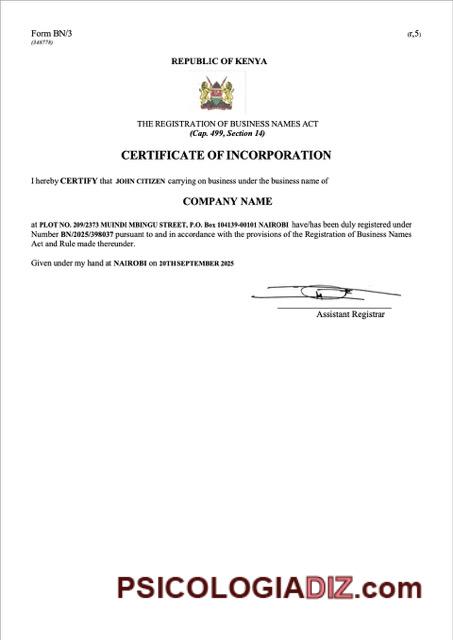 Form BN/3
(r,5)
(348778)
REPUBLIC OF KENYA
THE REGISTRATION OF BUSINESS NAMES ACT
(Cap. 499, Section 14)
CERTIFICATE OF INCORPORATION
I hereby CERTIFY that JOHN CITIZEN carrying on business under the business name of
COMPANY NAME
at PLOT NO. 209/2373 MUINDI MBINGU STREET, P.O. Box 104139-00101 NAIROBI have/has been duly registered under
Number BN/2025/398037 pursuant to and in accordance with the provisions of the Registration of Business Names
Act and Rule made thereunder.
Given under my hand at NAIROBI on 20TH SEPTEMBER 2025
Assistant Registrar
PSICOLOGIADIZ.com